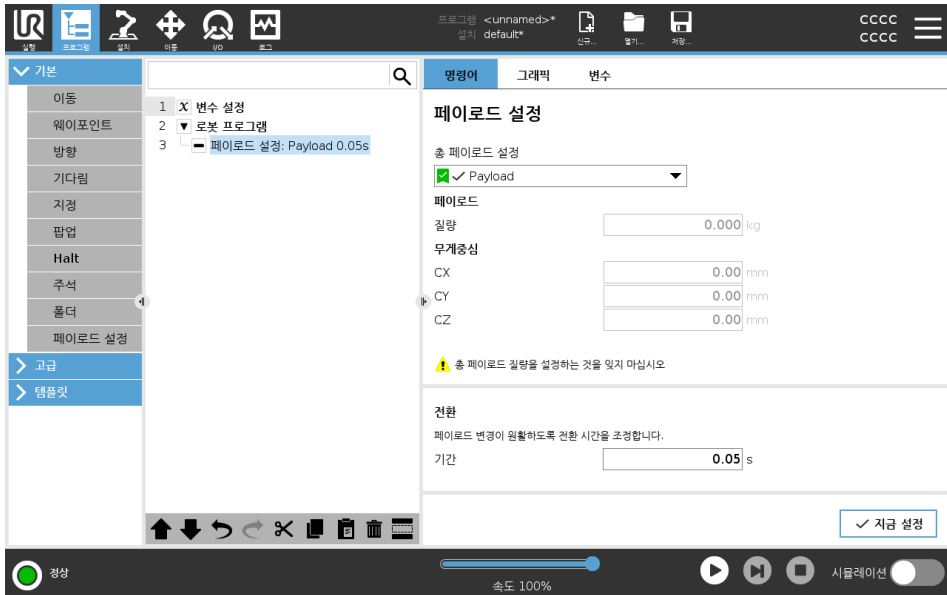 UR
실행
프로그램
설치
이동
I/O
로그
프로그램 <unnamed>*
설치 default*
신규...
열기...
저장...
CCCC
CCCC
기본
이동
웨이포인트
방향
기다림
지정
팝업
Halt
주석
폴더
페이로드 설정
고급
템플릿
1 x 변수 설정
2 로봇 프로그램
3 페이로드 설정: Payload 0.05s
명령어 그래픽 변수
페이로드 설정
총 페이로드 설정
Payload
페이로드
질량 0.000 kg
무게중심
CX 0.00 mm
CY 0.00 mm
CZ 0.00 mm
총 페이로드 질량을 설정하는 것을 잊지 마십시오
전환
페이로드 변경이 원활하도록 전환 시간을 조정합니다.
기간 0.05 s
지금 설정
정상
속도 100%
시뮬레이션